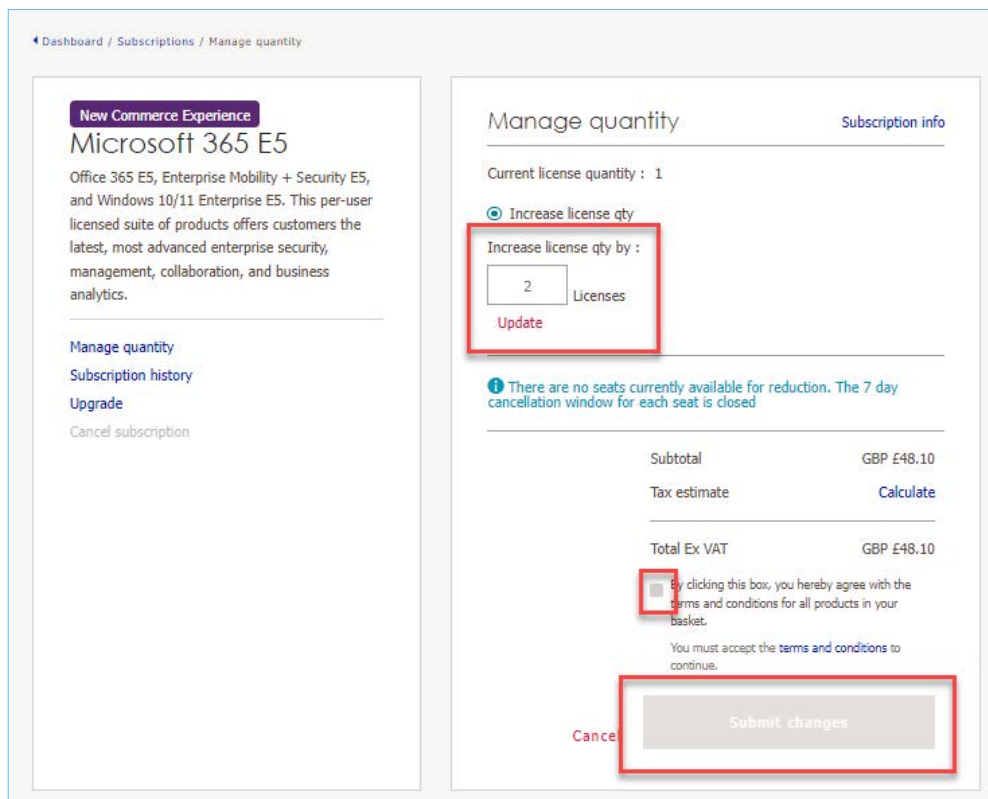 Dashboard / Subscriptions / Manage quantity
New Commerce Experience
Microsoft 365 E5
Office 365 E5, Enterprise Mobility + Security E5,
and Windows 10/11 Enterprise E5. This per-user
licensed suite of products offers customers the
latest, most advanced enterprise security,
management, collaboration, and business
analytics.
Manage quantity
Subscription history
Upgrade
Cancel subscription
Manage quantity
Subscription info
Current license quantity : 1
Increase license qty
Increase license qty by :
2 Licenses
Update
There are no seats currently available for reduction. The 7 day
cancellation window for each seat is closed
Subtotal GBP £48.10
Tax estimate Calculate
Total Ex VAT GBP £48.10
By clicking this box, you hereby agree with the
terms and conditions for all products in your
basket.
You must accept the terms and conditions to
continue.
Cancel
Submit changes